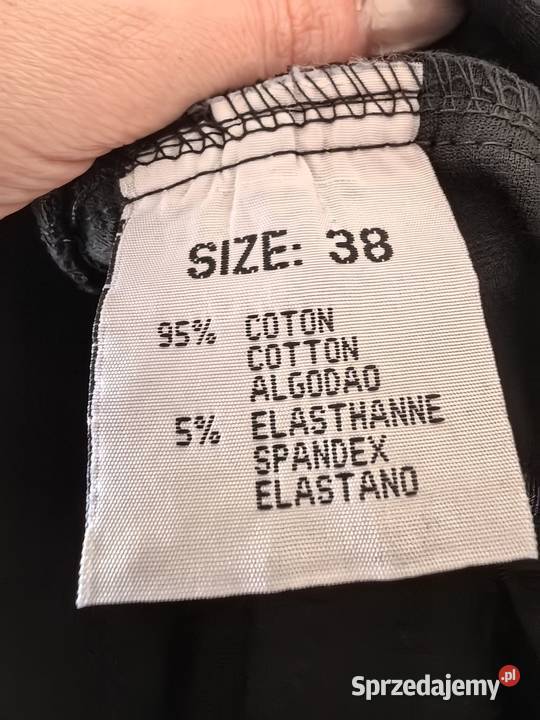 SIZE: 38
95% COTON
COTTON
ALGODAO
5% ELASTHANNE
SPANDEX
ELASTANO
Sprzedajemy.pl